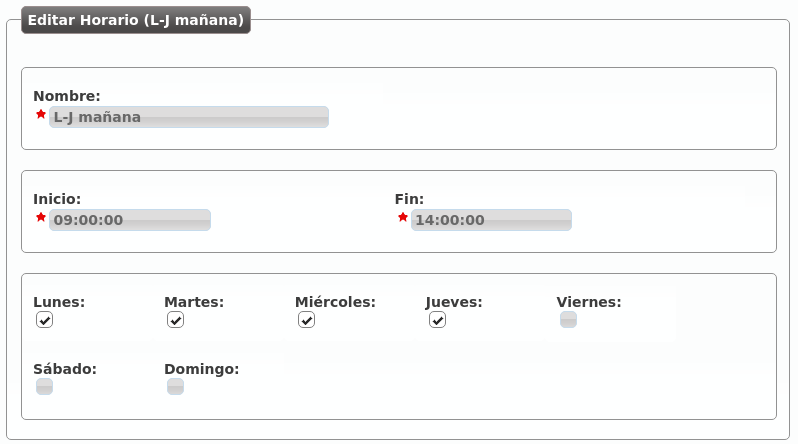 Editar Horario (L-J mañana)
Nombre:
L-J mañana
Inicio: Fin:
09:00:00 14:00:00
Lunes: Martes: Miércoles: Jueves: Viernes:
Sábado: Domingo: